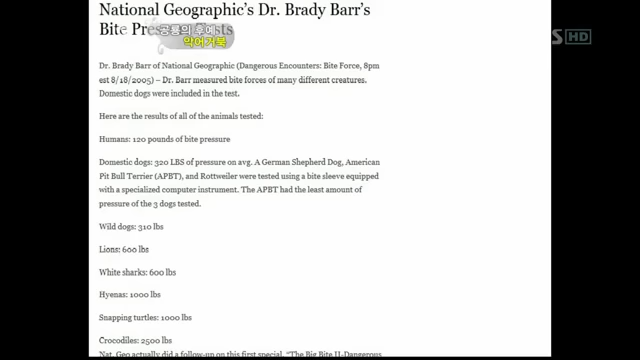 National Geographic's Dr. Brady Barr's
Bite
공룡의 후예
악어거북
S HD
Dr. Brady Barr of National Geographic (Dangerous Encounters: Bite Force, 8pm
est 8/18/2005) – Dr. Barr measured bite forces of many different creatures.
Domestic dogs were included in the test.
Here are the results of all of the animals tested:
Humans: 120 pounds of bite pressure
Domestic dogs: 320 LBS of pressure on avg. A German Shepherd Dog, American
Pit Bull Terrier (APBT), and Rottweiler were tested using a bite sleeve equipped
with a specialized computer instrument. The APBT had the least amount of
pressure of the 3 dogs tested.
Wild dogs: 310 lbs
Lions: 600 lbs
White sharks: 600 lbs
Hyenas: 1000 lbs
Snapping turtles: 1000 lbs
Crocodiles: 2500 lbs
Nat. Geo actually did a follow-up on this first special, "The Big Bite II-Dangerous